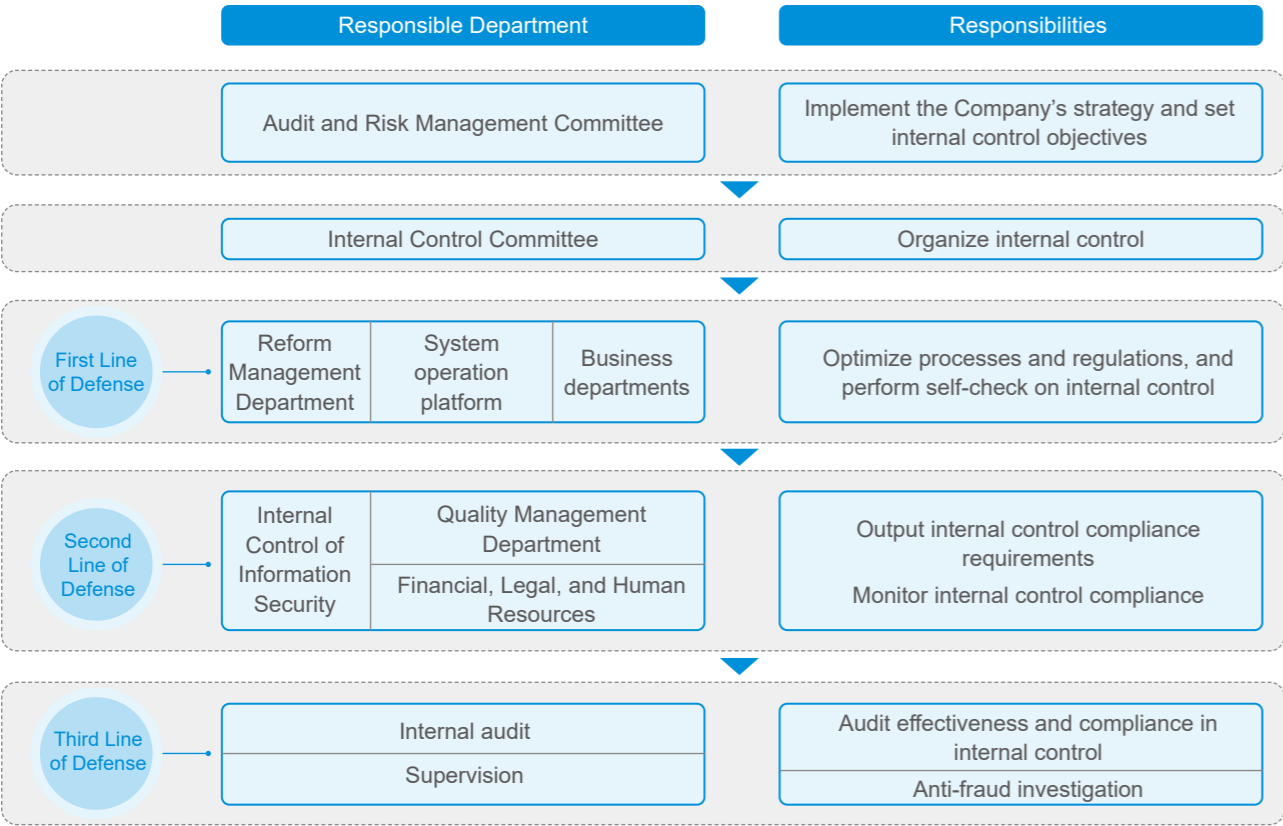 Responsible Department
Responsibilities
Audit and Risk Management Committee
Implement the Company's strategy and set
internal control objectives
Internal Control Committee
Organize internal control
First Line
of Defense
Reform
Management
Department
System
operation
platform
Business
departments
Optimize processes and regulations, and
perform self-check on internal control
Second
Line of
Defense
Internal
Control of
Information
Security
Quality Management
Department
Financial, Legal, and Human
Resources
Output internal control compliance
requirements
Monitor internal control compliance
Third Line
of Defense
Internal audit
Supervision
Audit effectiveness and compliance in
internal control
Anti-fraud investigation